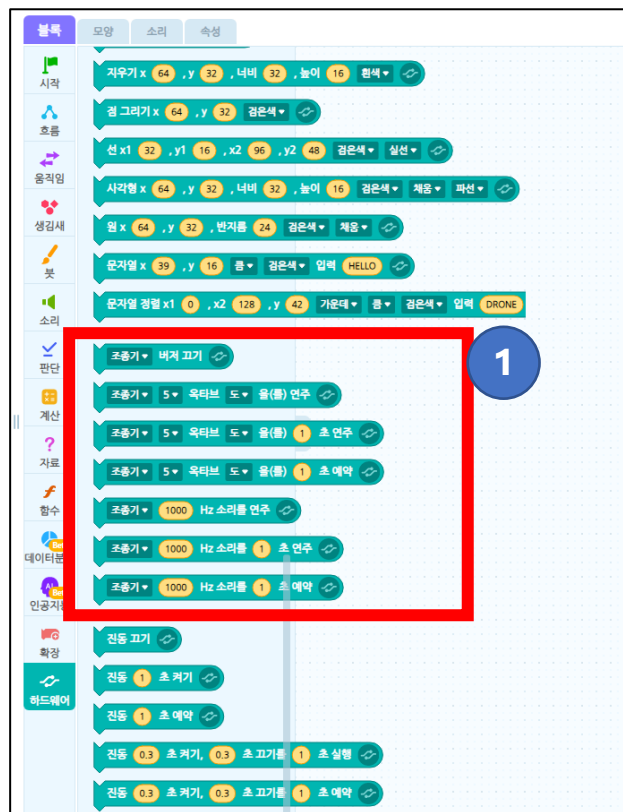 블록 모양 소리 속성
시작
흐름
움직임
생김새
붓
소리
판단
계산
자료
함수
데이터분
인공지능
확장
하드웨어
지우기 x 64 , y 32 , 너비 32 , 높이 16 흰색
점 그리기 x 64 , y 32 검은색
선 x1 32 , y1 16 , x2 96 , y2 48 검은색 실선
사각형 x 64 , y 32 , 너비 32 , 높이 16 검은색 채움 파선
원 x 64 , y 32 , 반지름 24 검은색 채움
문자열 x 39 , y 16 큼 검은색 입력 HELLO
문자열 정렬 x1 0 , x2 128 , y 42 가운데 큼 검은색 입력 DRONE
조종기 버저 끄기
조종기 5 옥타브 도 을(를) 연주
조종기 5 옥타브 도 을(를) 1 초 연주
조종기 5 옥타브 도 을(를) 1 초 예약
조종기 1000 Hz 소리를 연주
조종기 1000 Hz 소리를 1 초 연주
조종기 1000 Hz 소리를 1 초 예약
1
진동 끄기
진동 1 초 켜기
진동 1 초 예약
진동 0.3 초 켜기, 0.3 초 끄기를 1 초 실행
진동 0.3 초 켜기, 0.3 초 끄기를 1 초 예약